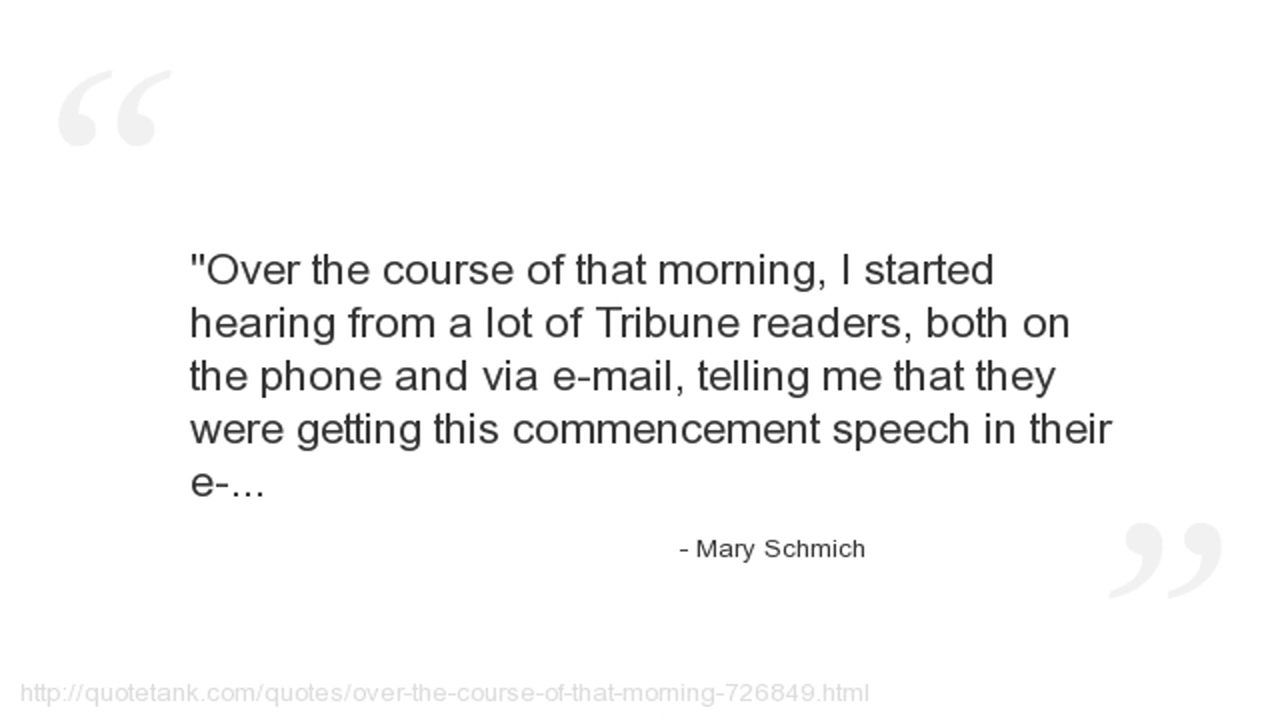 "Over the course of that morning, I started
hearing from a lot of Tribune readers, both on
the phone and via e-mail, telling me that they
were getting this commencement speech in their
e-...
- Mary Schmich
http://quotetank.com/quotes/over-the-course-of-that-morning-726849.html